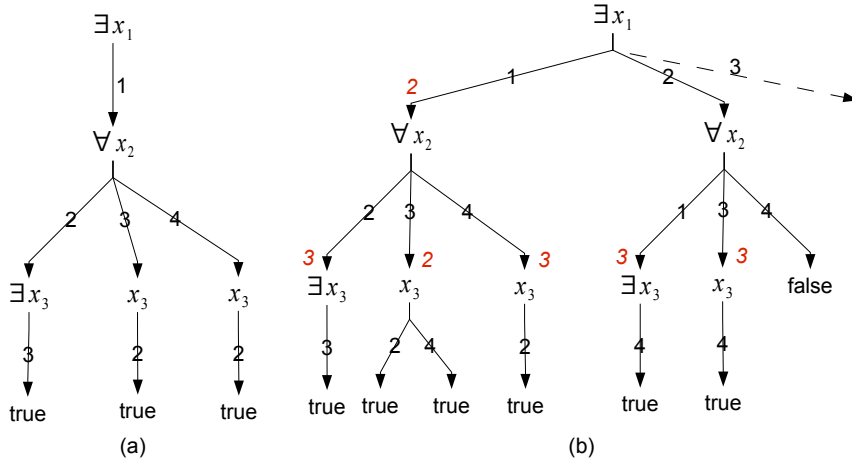 ∃x₁ ∃x₁
1 2 1 2 3
∀x₂ ∀x₂ ∀x₂
2 3 4 2 3 4 1 3 4
3 2 3 3 3
∃x₃ x₃ x₃ ∃x₃ x₃ x₃ ∃x₃ x₃ false
3 2 2 3 2 4 2 4 4
true true true true true true true true true
(a) (b)